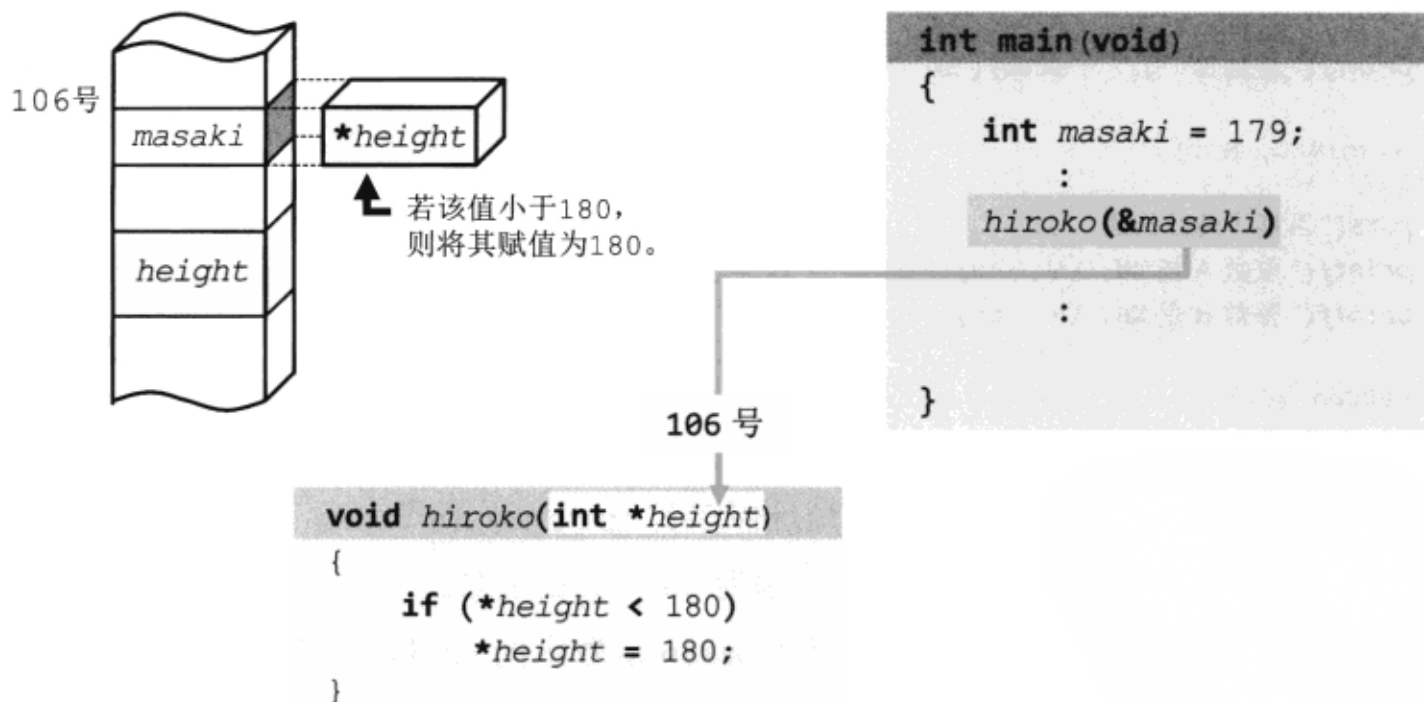 106号
masaki
*height
若该值小于180，
则将其赋值为180。
height
int main(void)
{
int masaki = 179;
:
hiroko(&masaki)
:
}
106 号
void hiroko(int *height)
{
if (*height < 180)
*height = 180;
}